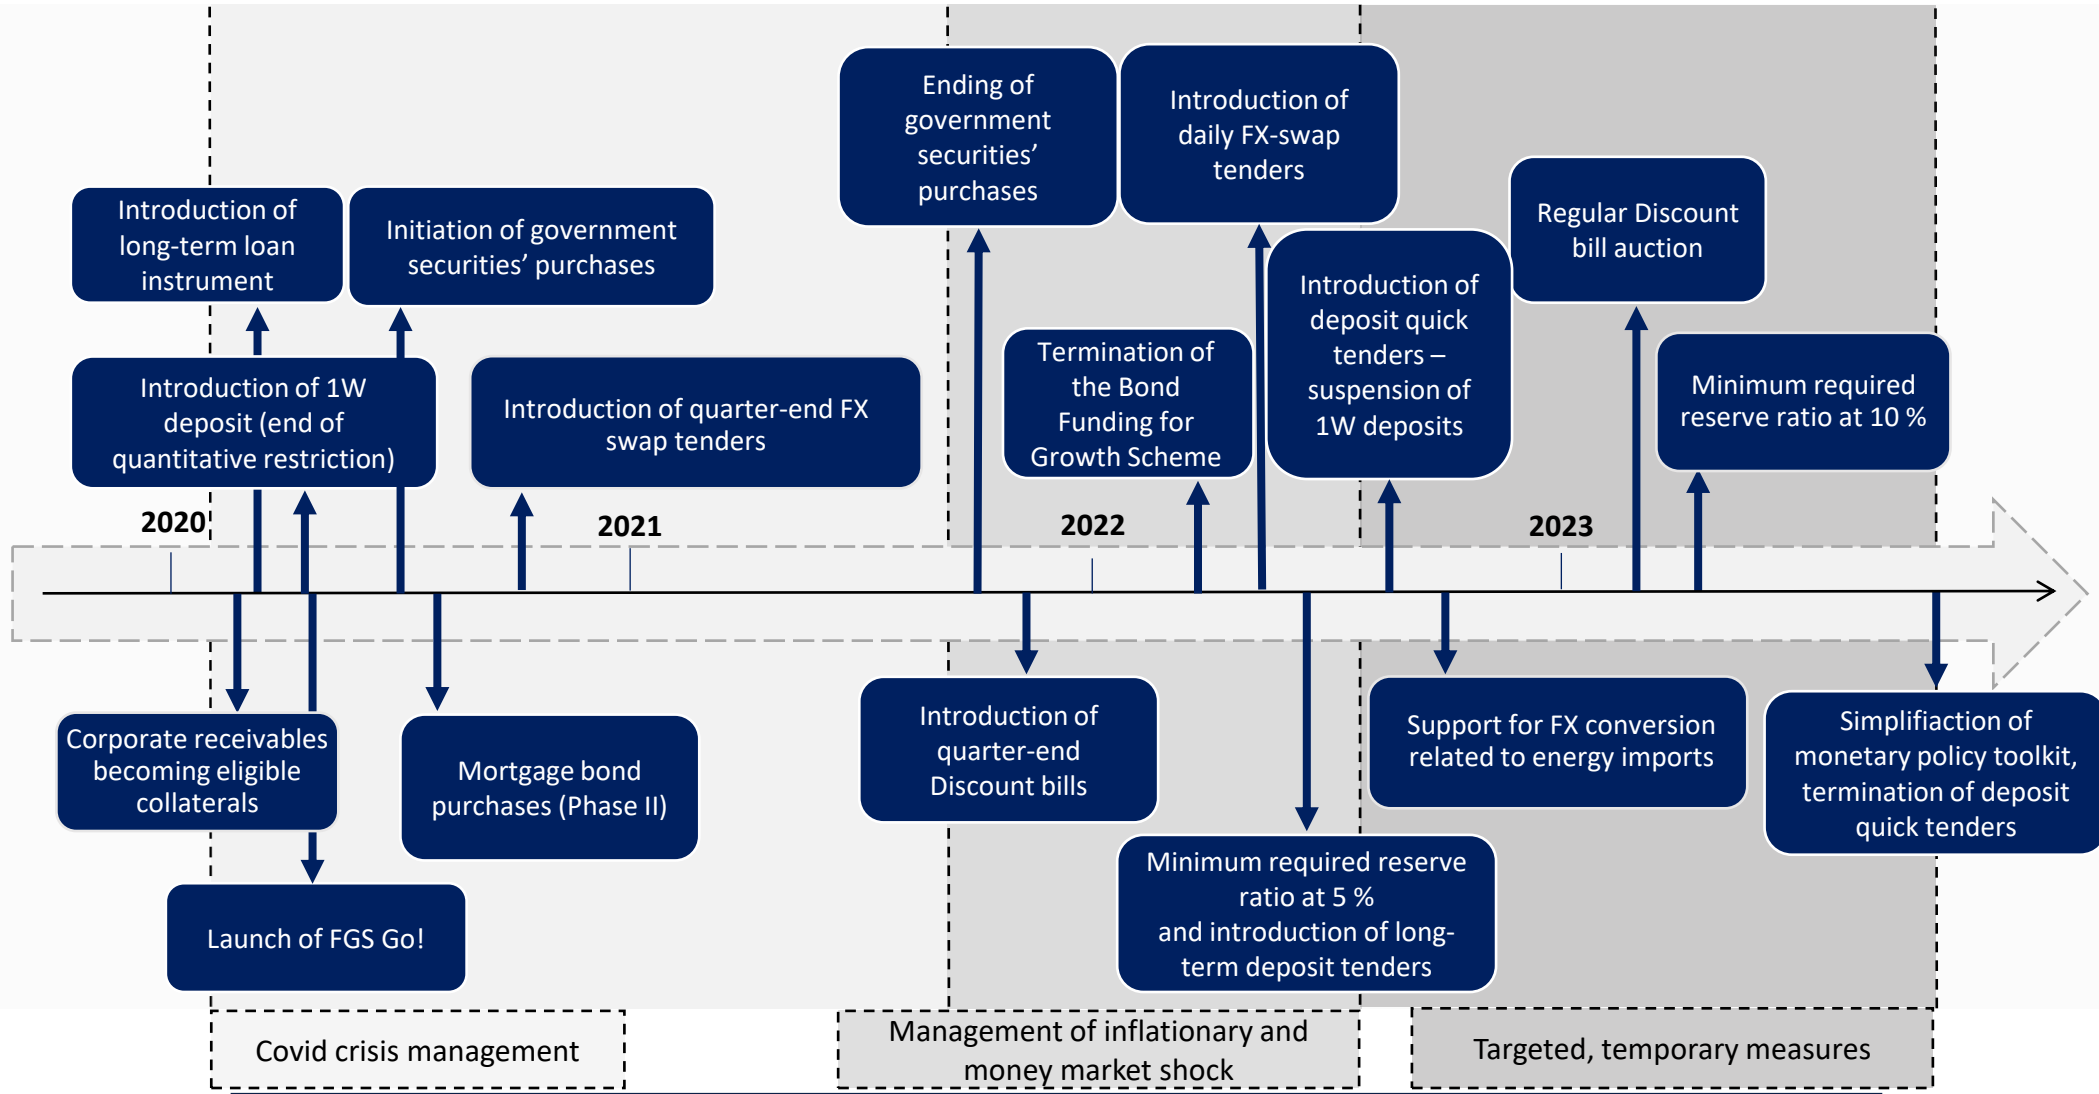 Ending of
government
securities’
purchases
Introduction of
daily FX-swap
tenders
Introduction of
long-term loan
instrument
Initiation of government
securities’ purchases
Regular Discount
bill auction
Introduction of 1W
deposit (end of
quantitative restriction)
Introduction of quarter-end FX
swap tenders
Termination of
the Bond
Funding for
Growth Scheme
Introduction of
deposit quick
tenders –
suspension of
1W deposits
Minimum required
reserve ratio at 10 %
2020
2021
2022
2023
Corporate receivables
becoming eligible
collaterals
Mortgage bond
purchases (Phase II)
Introduction of
quarter-end
Discount bills
Support for FX conversion
related to energy imports
Simplifiaction of
monetary policy toolkit,
termination of deposit
quick tenders
Launch of FGS Go!
Minimum required reserve
ratio at 5 %
and introduction of long-
term deposit tenders
Covid crisis management
Management of inflationary and
money market shock
Targeted, temporary measures